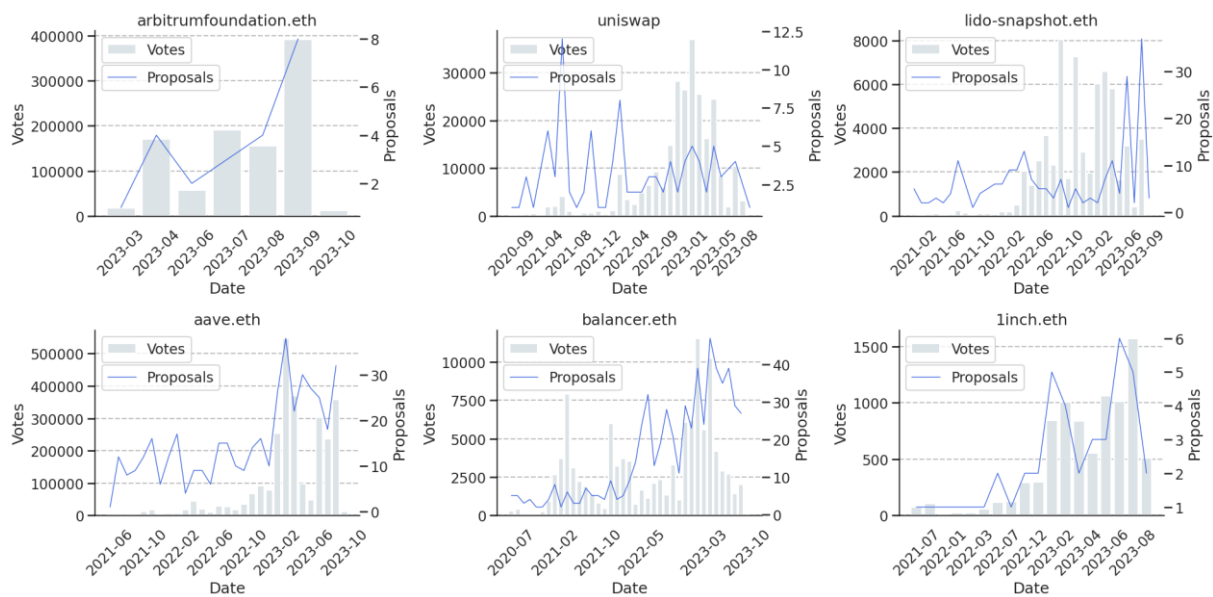 arbitrumfoundation.eth
Votes
Proposals
400000
300000
200000
100000
0
Votes
8
6
4
2
Proposals
2023-03
2023-04
2023-06
2023-07
2023-08
2023-09
2023-10
Date
uniswap
Votes
Proposals
30000
20000
10000
0
Votes
12.5
10.0
7.5
5.0
2.5
Proposals
2020-09
2021-04
2021-08
2021-12
2022-04
2022-09
2023-01
2023-05
2023-08
Date
lido-snapshot.eth
Votes
Proposals
8000
6000
4000
2000
0
Votes
30
20
10
0
Proposals
2021-02
2021-06
2021-10
2022-02
2022-06
2022-10
2023-02
2023-06
2023-09
Date
aave.eth
Votes
Proposals
500000
400000
300000
200000
100000
0
Votes
30
20
10
0
Proposals
2021-06
2021-10
2022-02
2022-06
2022-10
2023-02
2023-06
2023-10
Date
balancer.eth
Votes
Proposals
10000
7500
5000
2500
0
Votes
40
30
20
10
0
Proposals
2020-07
2021-02
2021-10
2022-05
2023-03
2023-10
Date
1inch.eth
Votes
Proposals
1500
1000
500
0
Votes
6
5
4
3
2
1
Proposals
2021-07
2022-01
2022-05
2022-12
2023-02
2023-04
2023-06
2023-08
Date